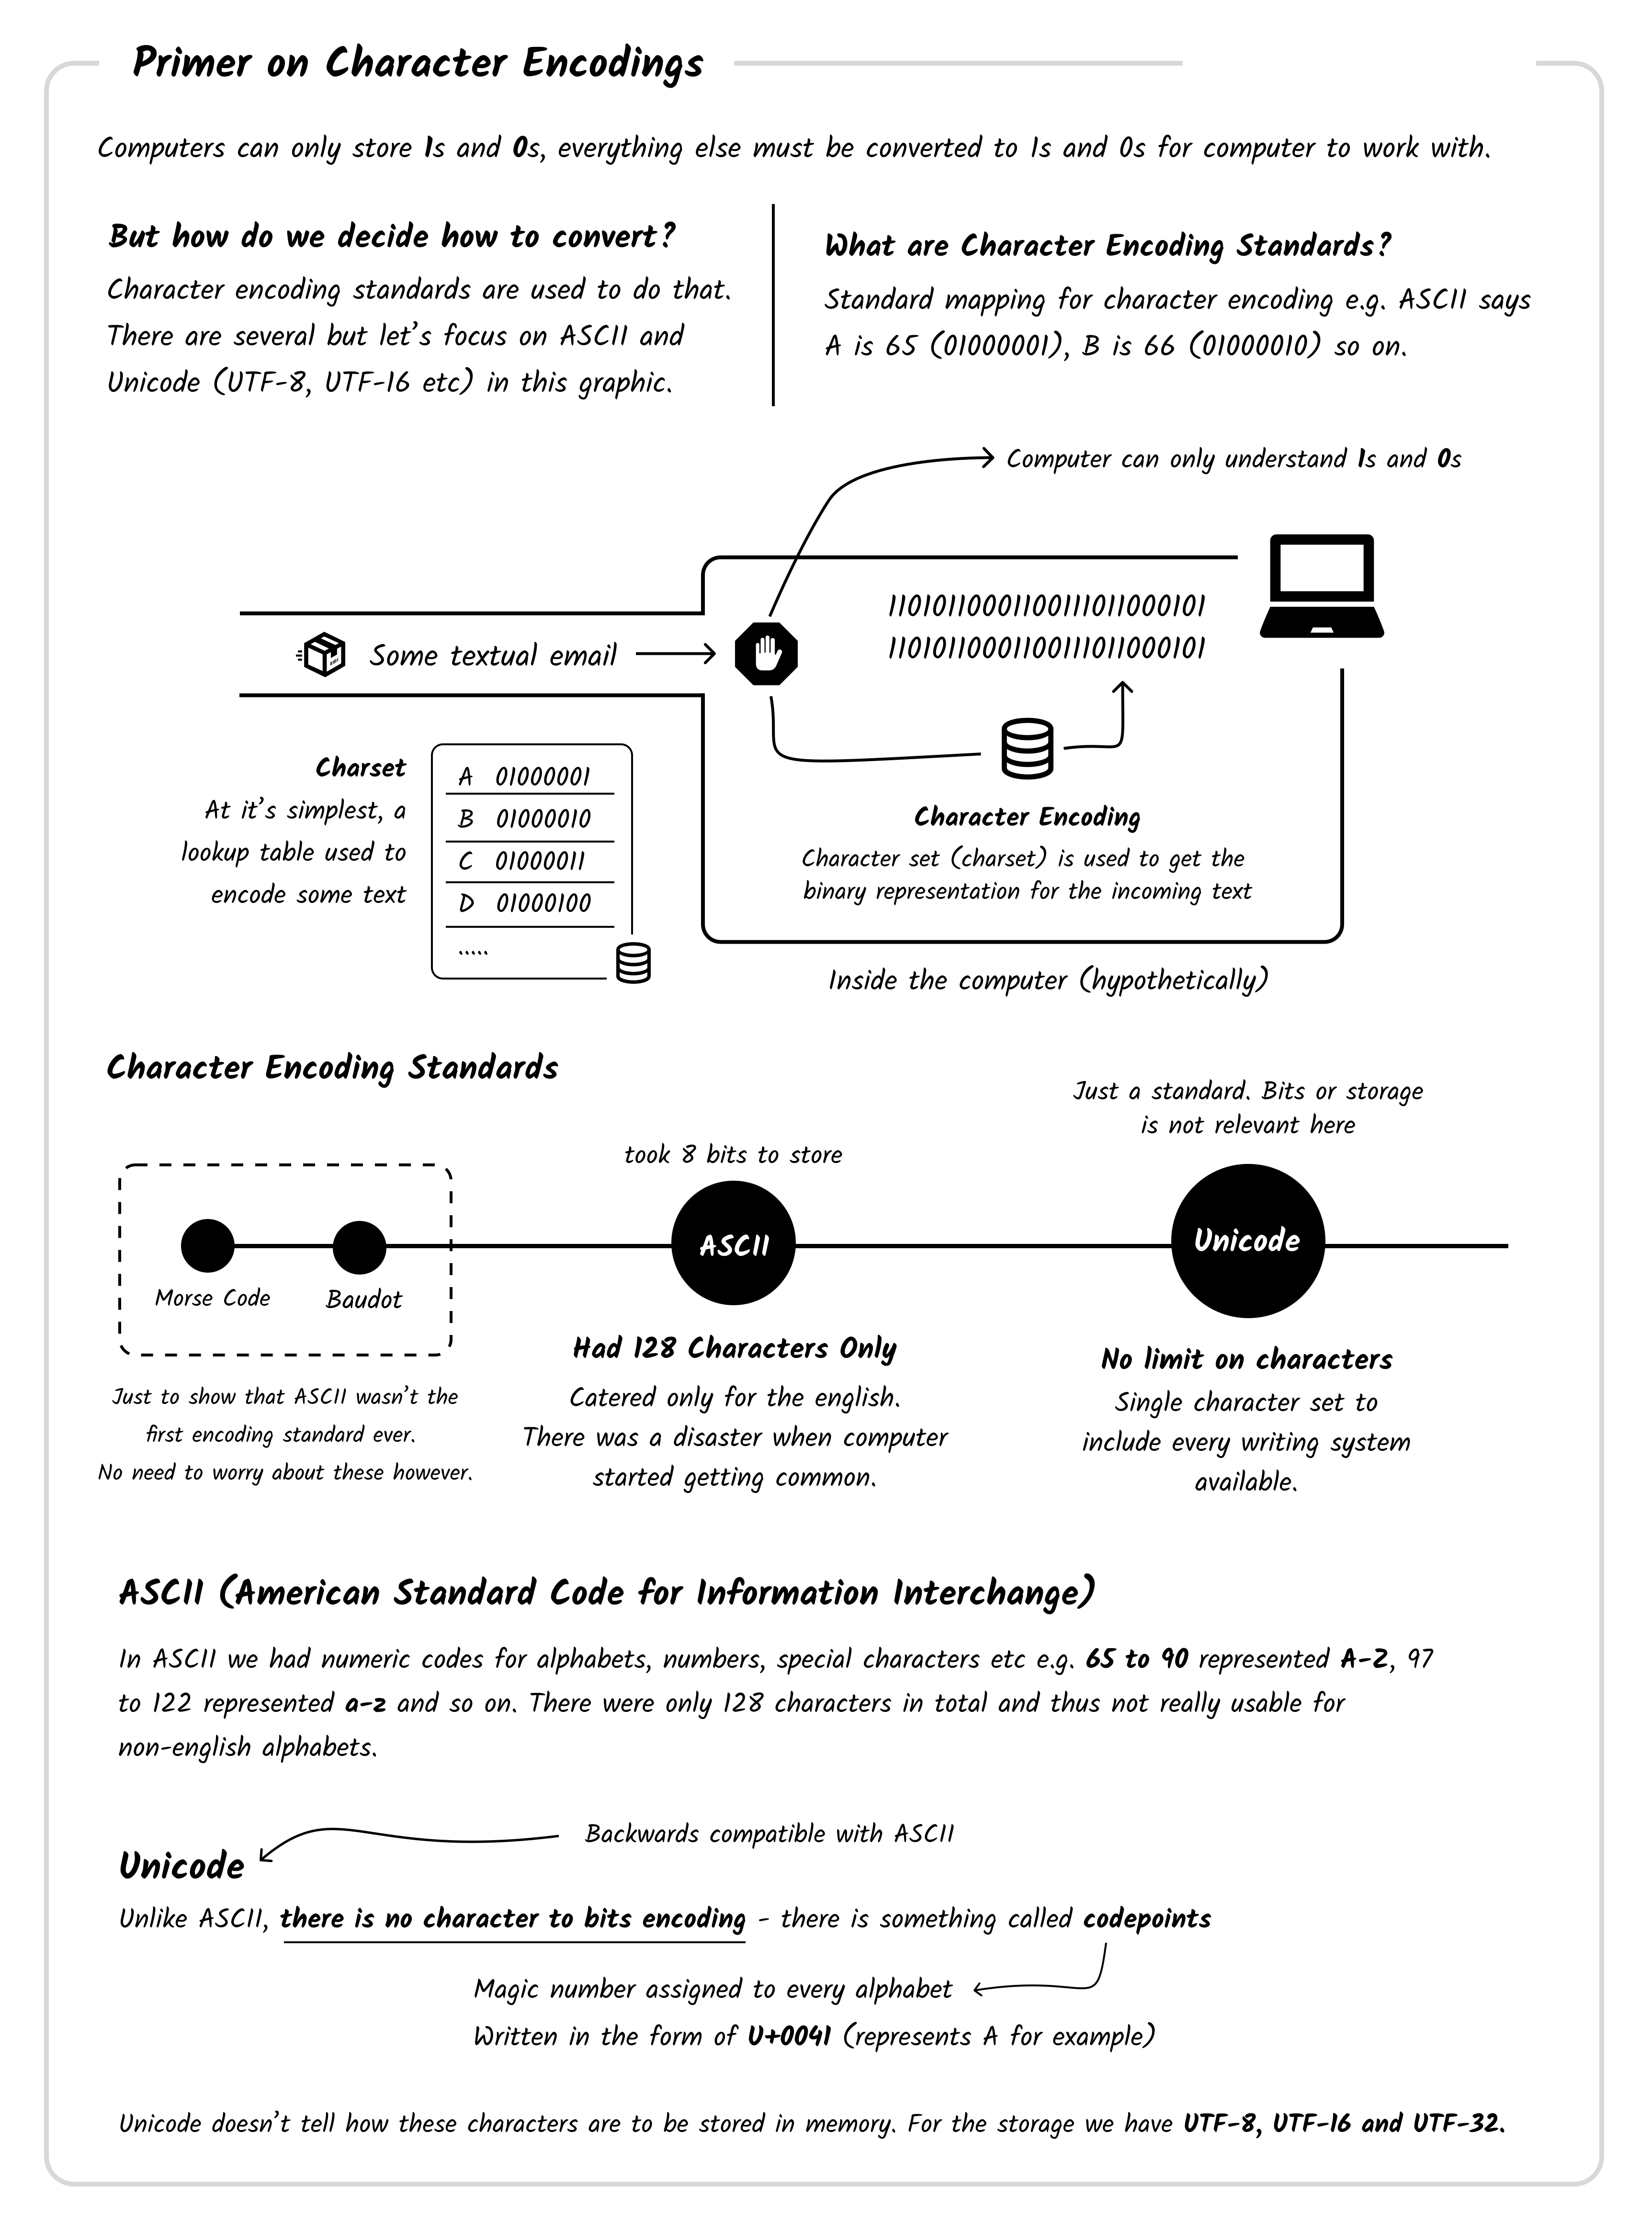 Primer on Character Encodings
Computers can only store 1s and 0s, everything else must be converted to 1s and 0s for computer to work with.
But how do we decide how to convert?
Character encoding standards are used to do that.
There are several but let's focus on ASCII and
Unicode (UTF-8, UTF-16 etc) in this graphic.
What are Character Encoding Standards?
Standard mapping for character encoding e.g. ASCII says
A is 65 (01000001), B is 66 (01000010) so on.
Computer can only understand 1s and 0s
Some textual email
11010110001100111011000101
11010110001100111011000101
Charset
At it's simplest, a
lookup table used to
encode some text
A 01000001
B 01000010
C 01000011
D 01000100
.....
Character Encoding
Character set (charset) is used to get the
binary representation for the incoming text
Inside the computer (hypothetically)
Character Encoding Standards
Morse Code
Baudot
Just to show that ASCII wasn't the
first encoding standard ever.
No need to worry about these however.
took 8 bits to store
ASCII
Had 128 Characters Only
Catered only for the english.
There was a disaster when computer
started getting common.
Just a standard. Bits or storage
is not relevant here
Unicode
No limit on characters
Single character set to
include every writing system
available.
ASCII (American Standard Code for Information Interchange)
In ASCII we had numeric codes for alphabets, numbers, special characters etc e.g. 65 to 90 represented A-Z, 97
to 122 represented a-z and so on. There were only 128 characters in total and thus not really usable for
non-english alphabets.
Backwards compatible with ASCII
Unicode
Unlike ASCII, there is no character to bits encoding - there is something called codepoints
Magic number assigned to every alphabet
Written in the form of U+0041 (represents A for example)
Unicode doesn't tell how these characters are to be stored in memory. For the storage we have UTF-8, UTF-16 and UTF-32.